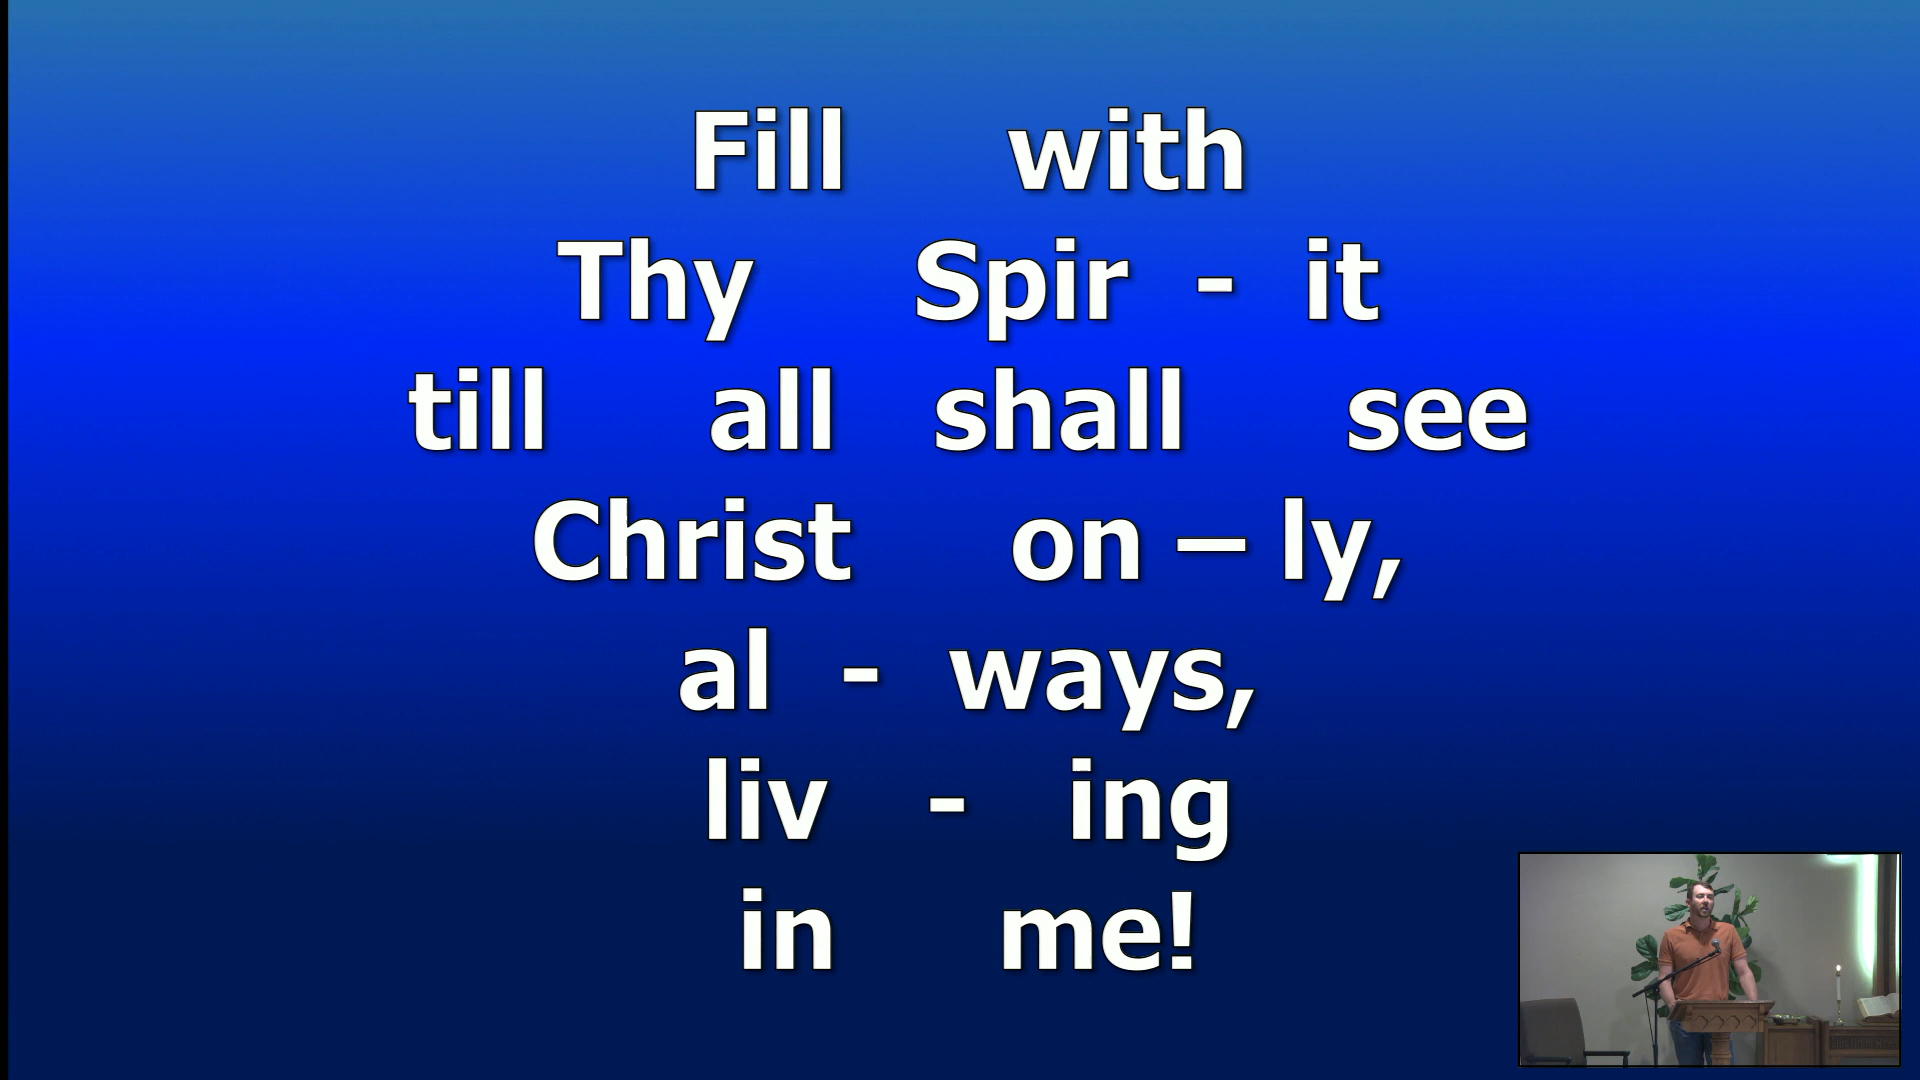 Fill with
Thy Spir - it
till all shall see
Christ on – ly,
al - ways,
liv - ing
in me!